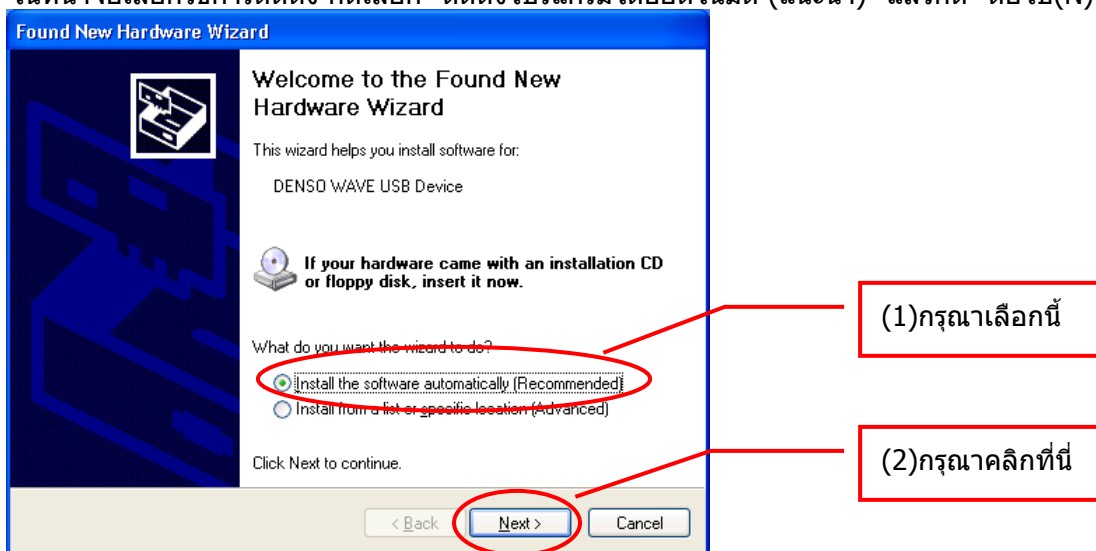 Found New Hardware Wizard
Welcome to the Found New
Hardware Wizard
This wizard helps you install software for:
DENSO WAVE USB Device
If your hardware came with an installation CD
or floppy disk, insert it now.
(1)กรุณาเลือกนี้
What do you want the wizard to do?
Install the software automatically (Recommended)
Install from a list or specific location (Advanced)
(2)กรุณาคลิกที่นี่
Click Next to continue.
< Back Next > Cancel